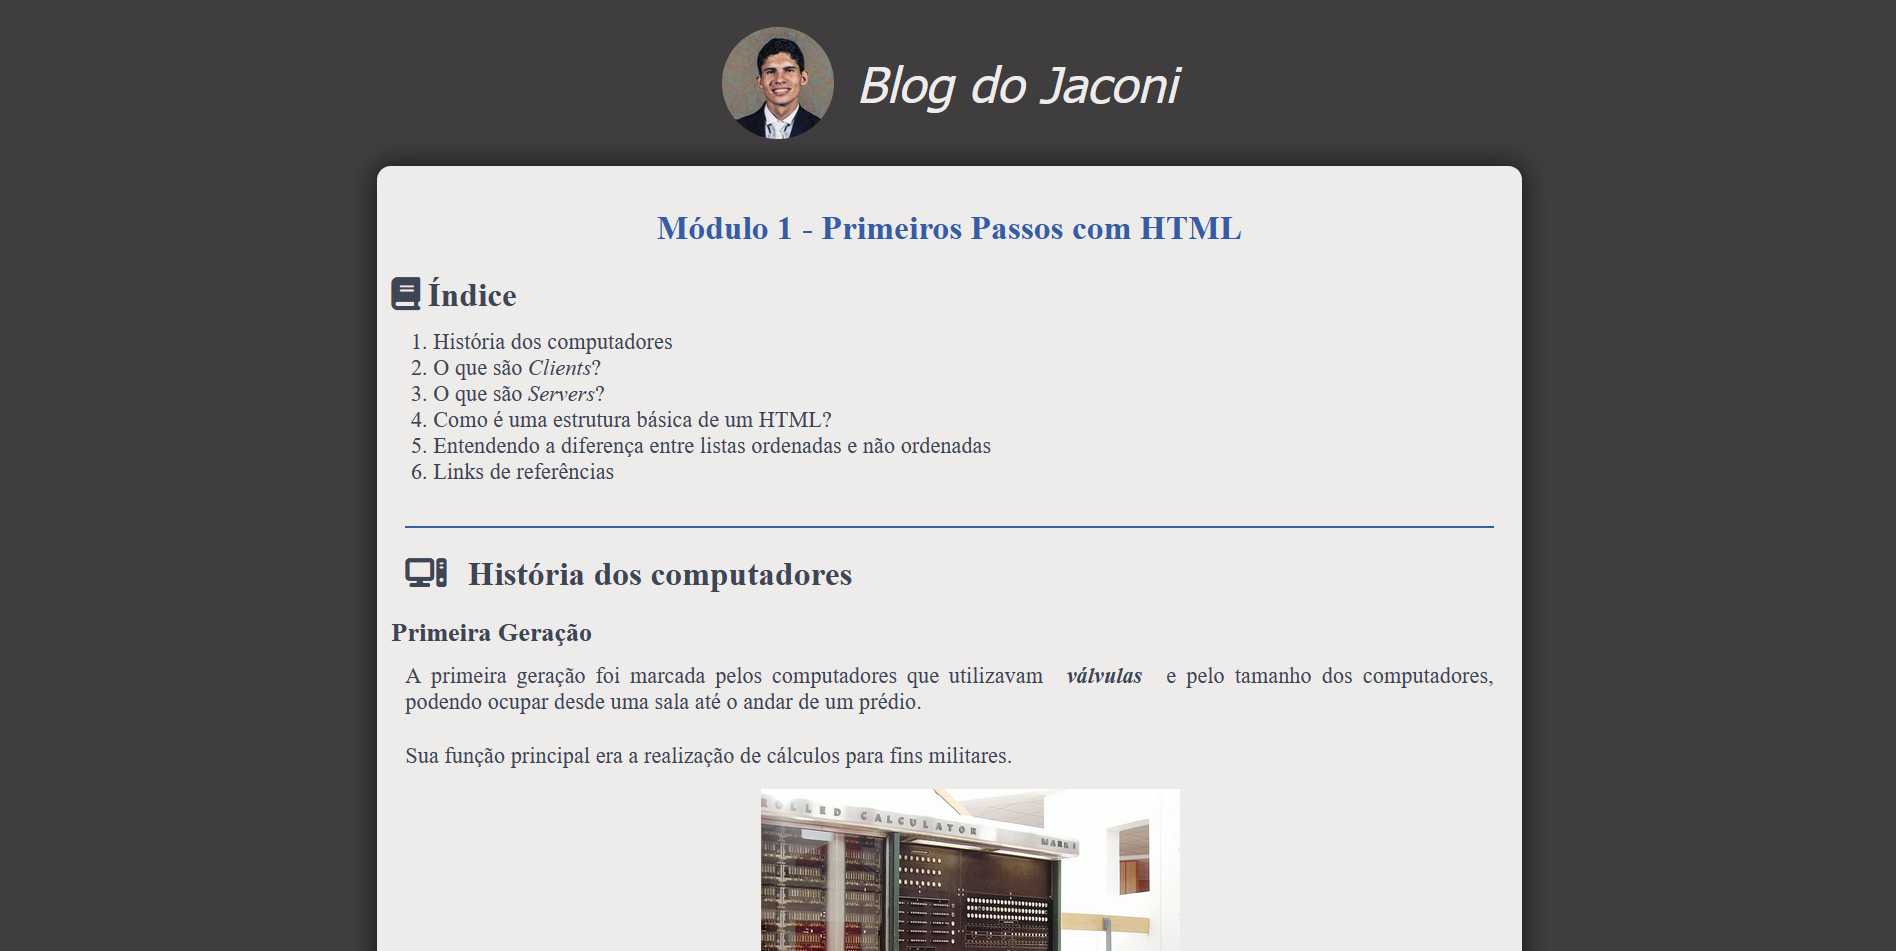 Blog do Jaconi
Módulo 1 - Primeiros Passos com HTML
Índice
1. História dos computadores
2. O que são Clients?
3. O que são Servers?
4. Como é uma estrutura básica de um HTML?
5. Entendendo a diferença entre listas ordenadas e não ordenadas
6. Links de referências
História dos computadores
Primeira Geração
A primeira geração foi marcada pelos computadores que utilizavam válvulas e pelo tamanho dos computadores,
podendo ocupar desde uma sala até o andar de um prédio.
Sua função principal era a realização de cálculos para fins militares.
ROLLED CALCULATOR MARK I